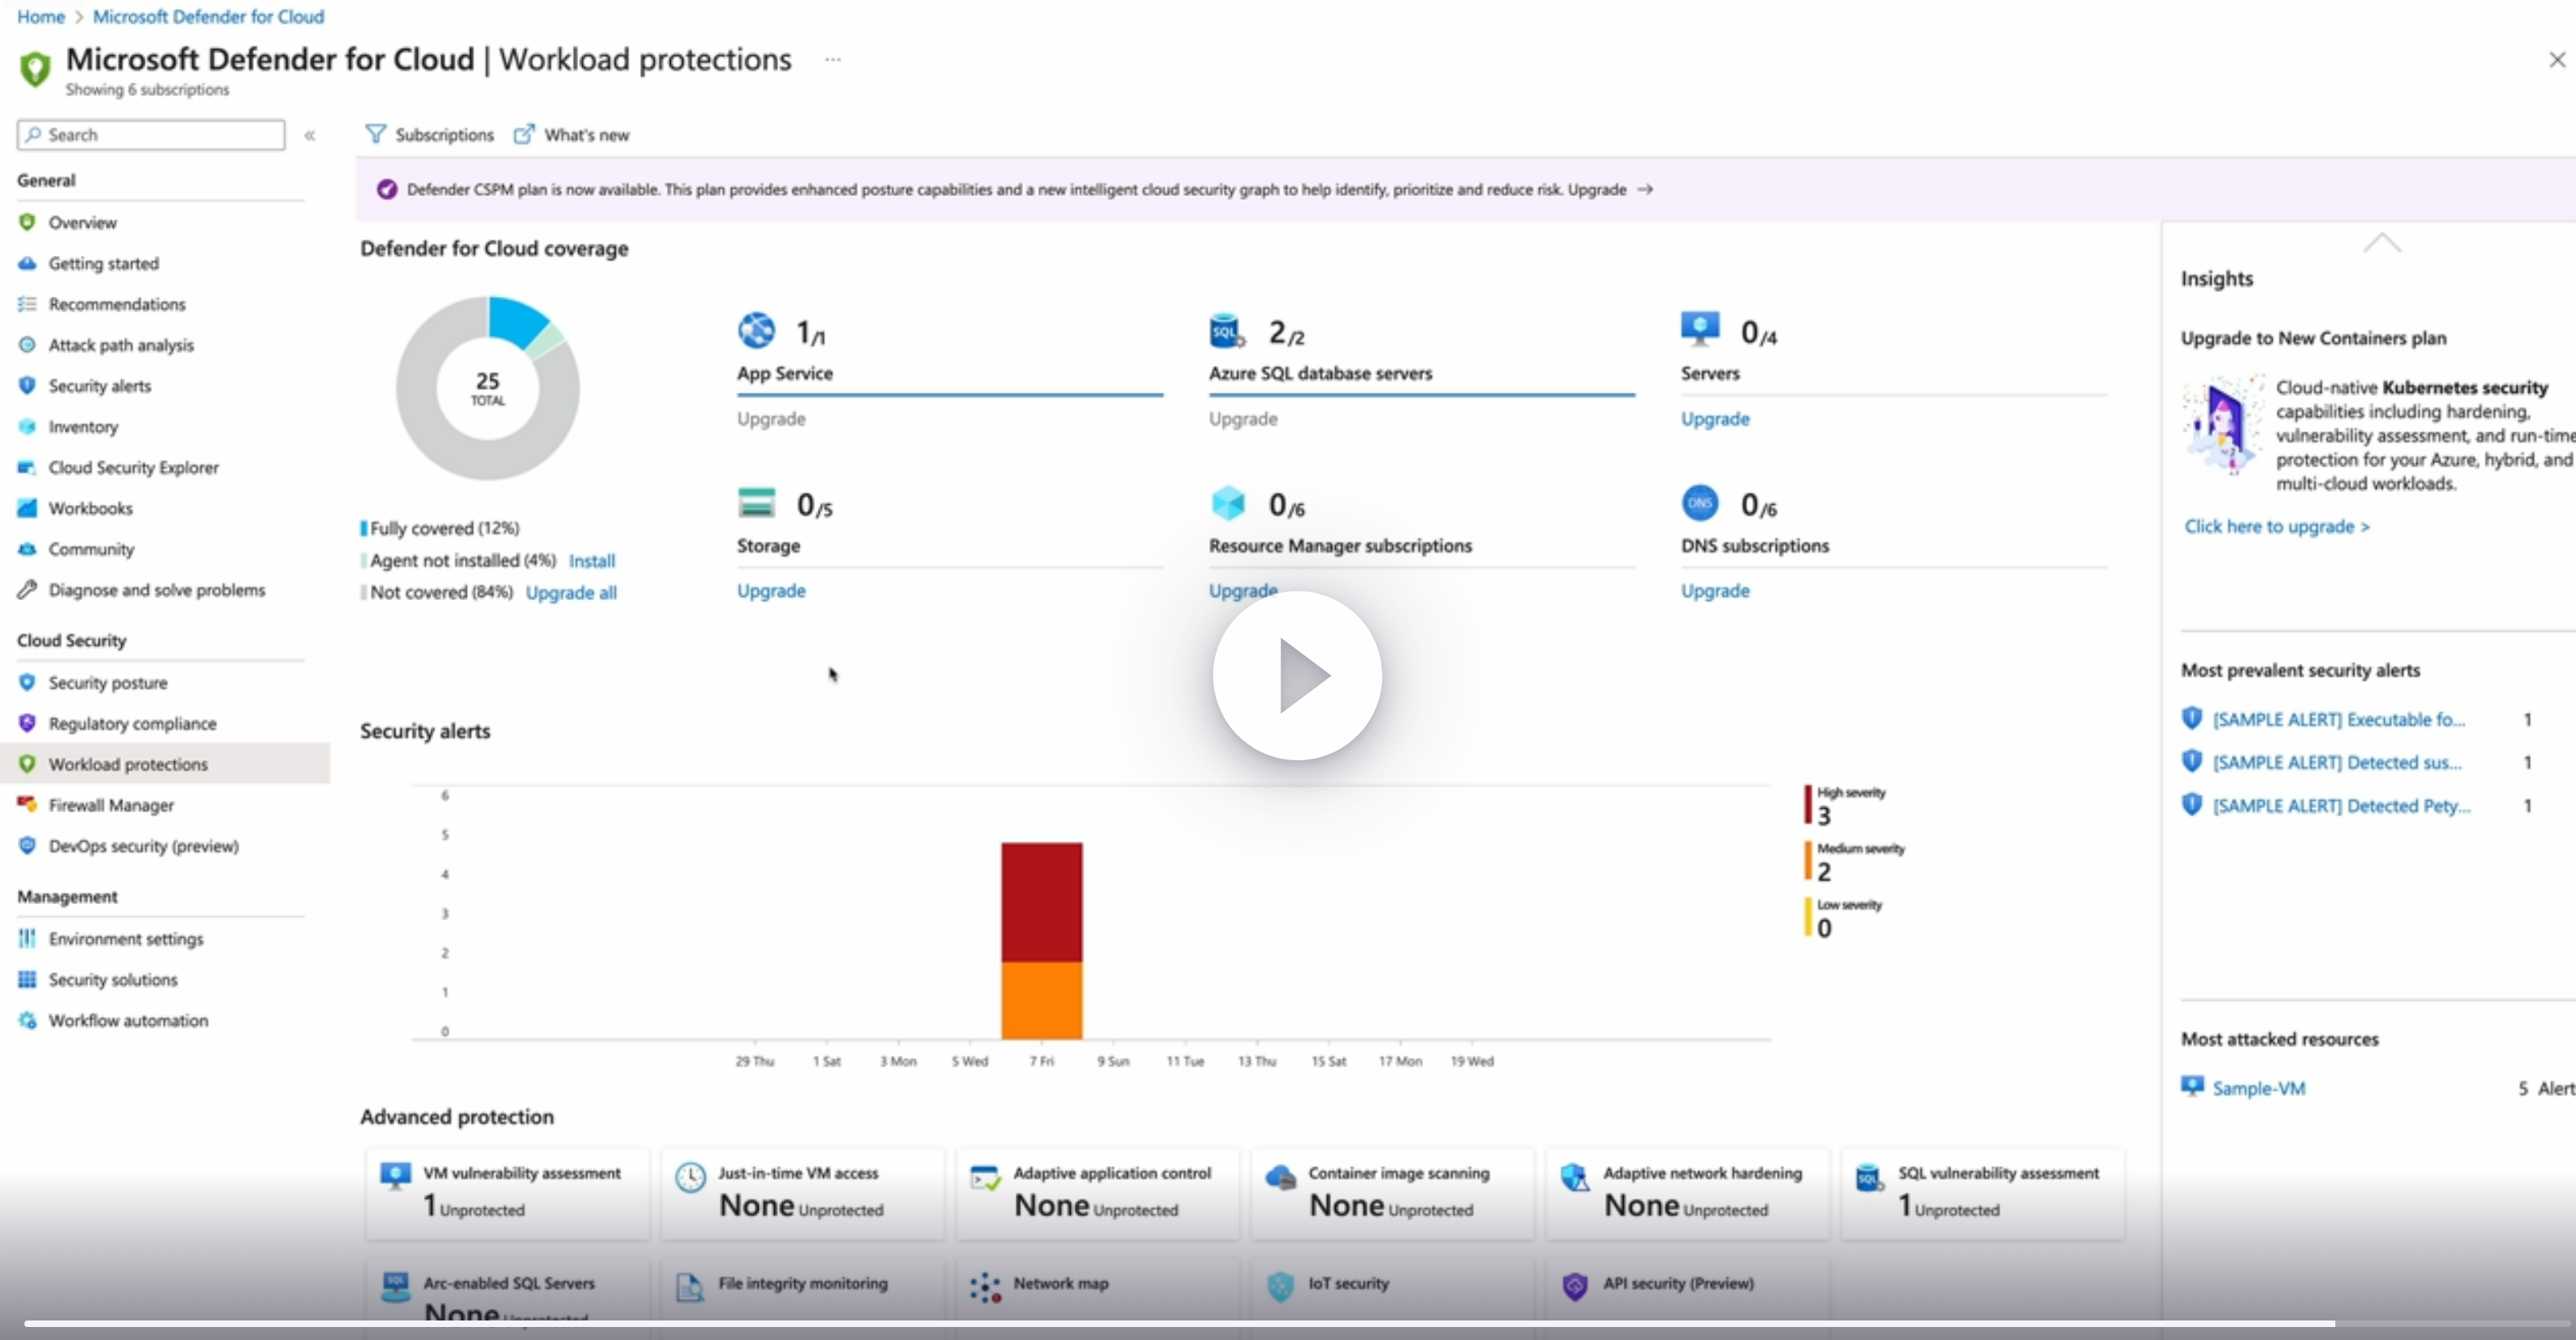 Home > Microsoft Defender for Cloud
Microsoft Defender for Cloud | Workload protections ...
Showing 6 subscriptions
Search
«
Subscriptions
What's new
General
Overview
Getting started
Recommendations
Attack path analysis
Security alerts
Inventory
Cloud Security Explorer
Workbooks
Community
Diagnose and solve problems
Cloud Security
Security posture
Regulatory compliance
Workload protections
Firewall Manager
DevOps security (preview)
Management
Environment settings
Security solutions
Workflow automation
Defender CSPM plan is now available. This plan provides enhanced posture capabilities and a new intelligent cloud security graph to help identify, prioritize and reduce risk. Upgrade →
Defender for Cloud coverage
25
TOTAL
Fully covered (12%)
Agent not installed (4%) Install
Not covered (84%) Upgrade all
1/1
App Service
Upgrade
SQL
2/2
Azure SQL database servers
Upgrade
0/4
Servers
Upgrade
0/5
Storage
Upgrade
0/6
Resource Manager subscriptions
Upgrade
DNS
0/6
DNS subscriptions
Upgrade
Security alerts
6
5
4
3
2
1
0
29 Thu 1 Sat 3 Mon 5 Wed 7 Fri 9 Sun 11 Tue 13 Thu 15 Sat 17 Mon 19 Wed
High severity
3
Medium severity
2
Low severity
0
Advanced protection
VM vulnerability assessment
1 Unprotected
Just-in-time VM access
None Unprotected
Adaptive application control
None Unprotected
Container image scanning
None Unprotected
Adaptive network hardening
None Unprotected
SQL
SQL vulnerability assessment
1 Unprotected
SQL
Arc-enabled SQL Servers
None Unprotected
File integrity monitoring
Network map
IoT security
API security (Preview)
Insights
Upgrade to New Containers plan
Cloud-native Kubernetes security
capabilities including hardening,
vulnerability assessment, and run-time
protection for your Azure, hybrid, and
multi-cloud workloads.
Click here to upgrade >
Most prevalent security alerts
[SAMPLE ALERT] Executable fo... 1
[SAMPLE ALERT] Detected sus... 1
[SAMPLE ALERT] Detected Pety... 1
Most attacked resources
Sample-VM 5 Alert